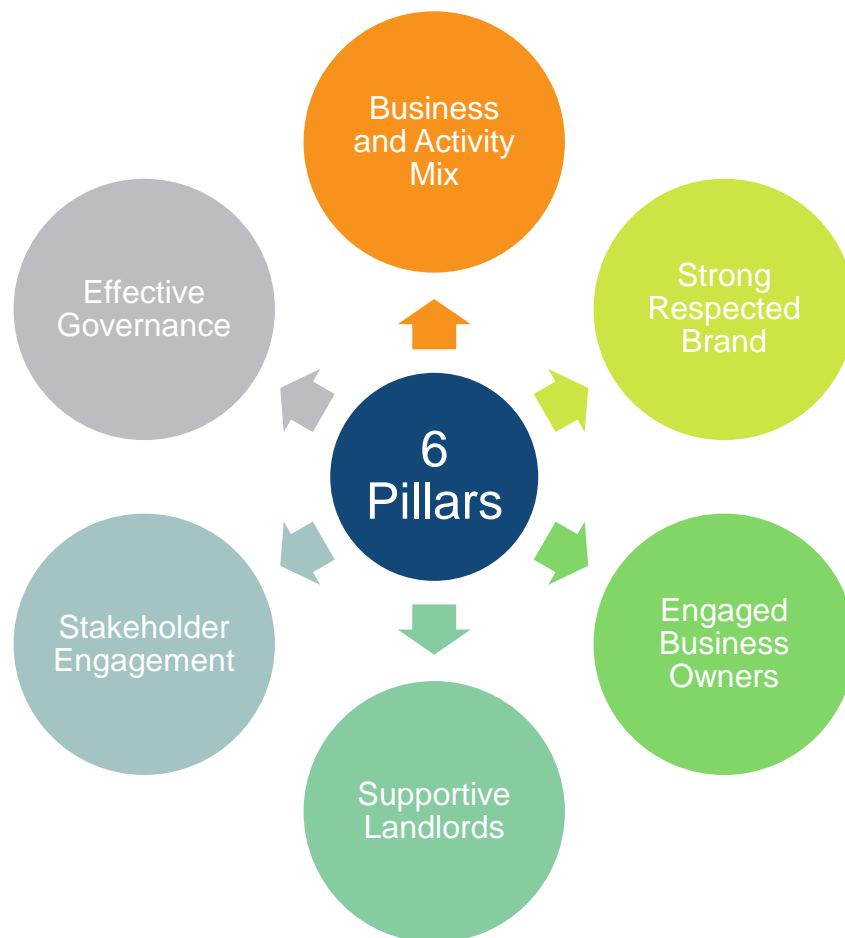 Business
and Activity
Mix
Strong
Respected
Brand
Engaged
Business
Owners
Supportive
Landlords
Stakeholder
Engagement
Effective
Governance
6
Pillars